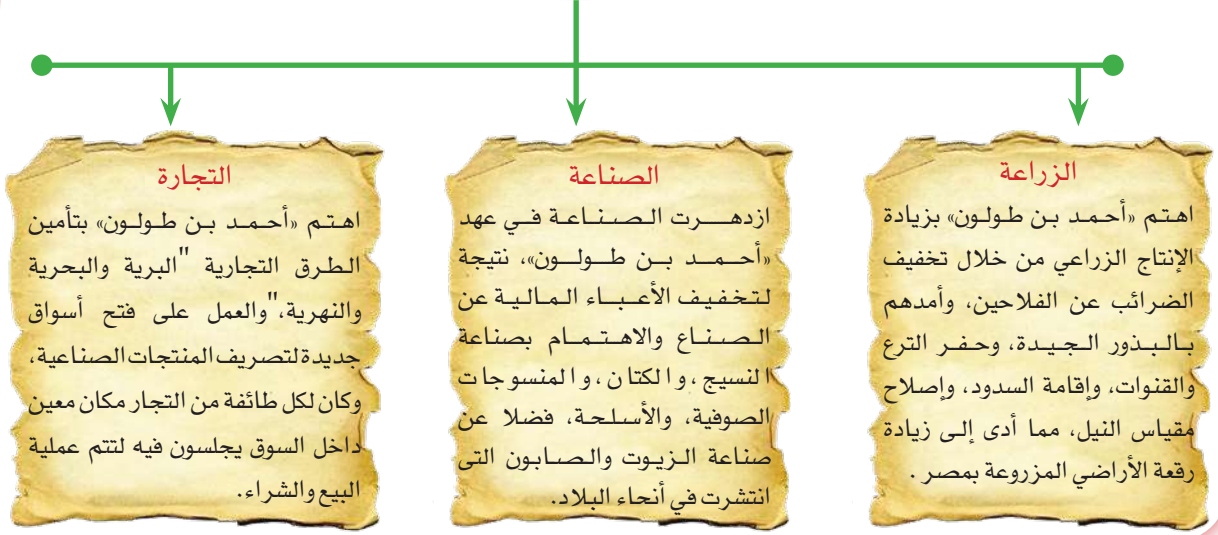 الزراعة
اهتم «أحمد بن طولون» بزيادة
الإنتاج الزراعي من خلال تخفيف
الضرائب عن الفلاحين، وأمدهم
بالبذور الجيدة، وحفر الترع
والقنوات، وإقامة السدود، وإصلاح
مقياس النيل، مما أدى إلى زيادة
رقعة الأراضي المزروعة بمصر .
الصناعة
ازدهرت الصناعة في عهد
«أحمد بن طولون»، نتيجة
لتخفيف الأعباء المالية عن
الصناع والاهتمام بصناعة
النسيج، والكتان، والمنسوجات
الصوفية، والأسلحة، فضلا عن
صناعة الزيوت والصابون التى
انتشرت في أنحاء البلاد.
التجارة
اهتم «أحمد بن طولون» بتأمين
الطرق التجارية "البرية والبحرية
والنهرية،"والعمل على فتح أسواق
جديدة لتصريف المنتجات الصناعية،
وكان لكل طائفة من التجار مكان معين
داخل السوق يجلسون فيه لتتم عملية
البيع والشراء.